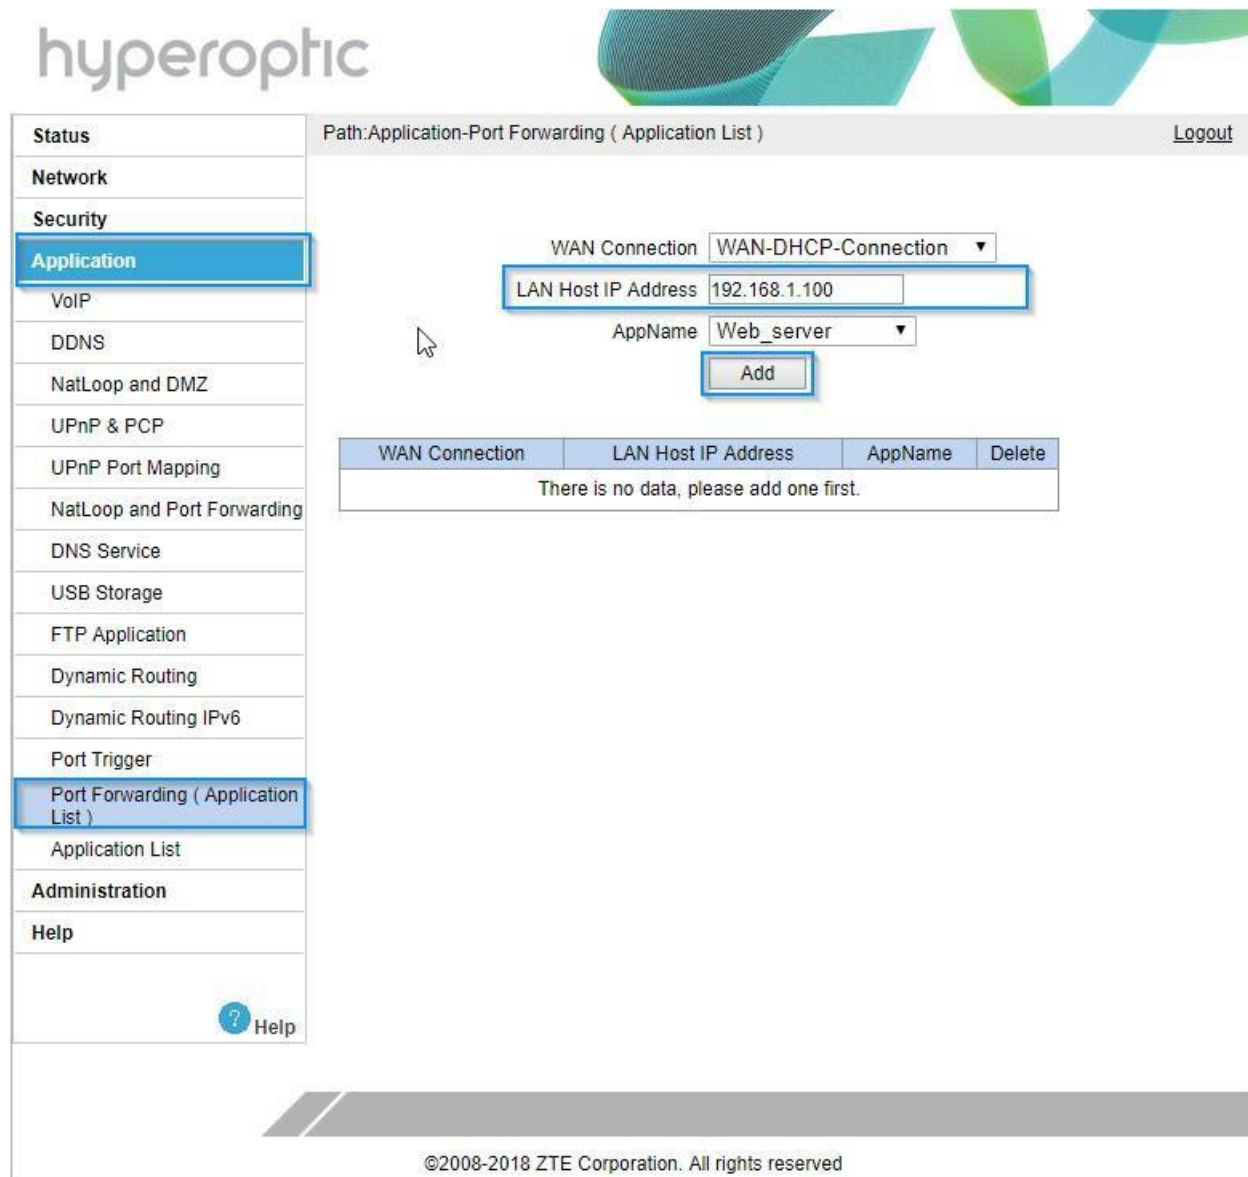 hyperoptic
Status
Path:Application-Port Forwarding ( Application List )
Logout
Network
Security
Application
VoIP
DDNS
NatLoop and DMZ
UPnP & PCP
UPnP Port Mapping
NatLoop and Port Forwarding
DNS Service
USB Storage
FTP Application
Dynamic Routing
Dynamic Routing IPv6
Port Trigger
Port Forwarding ( Application
List )
Application List
Administration
Help
? Help
WAN Connection WAN-DHCP-Connection
LAN Host IP Address 192.168.1.100
AppName Web_server
Add
WAN Connection LAN Host IP Address AppName Delete
There is no data, please add one first.
©2008-2018 ZTE Corporation. All rights reserved